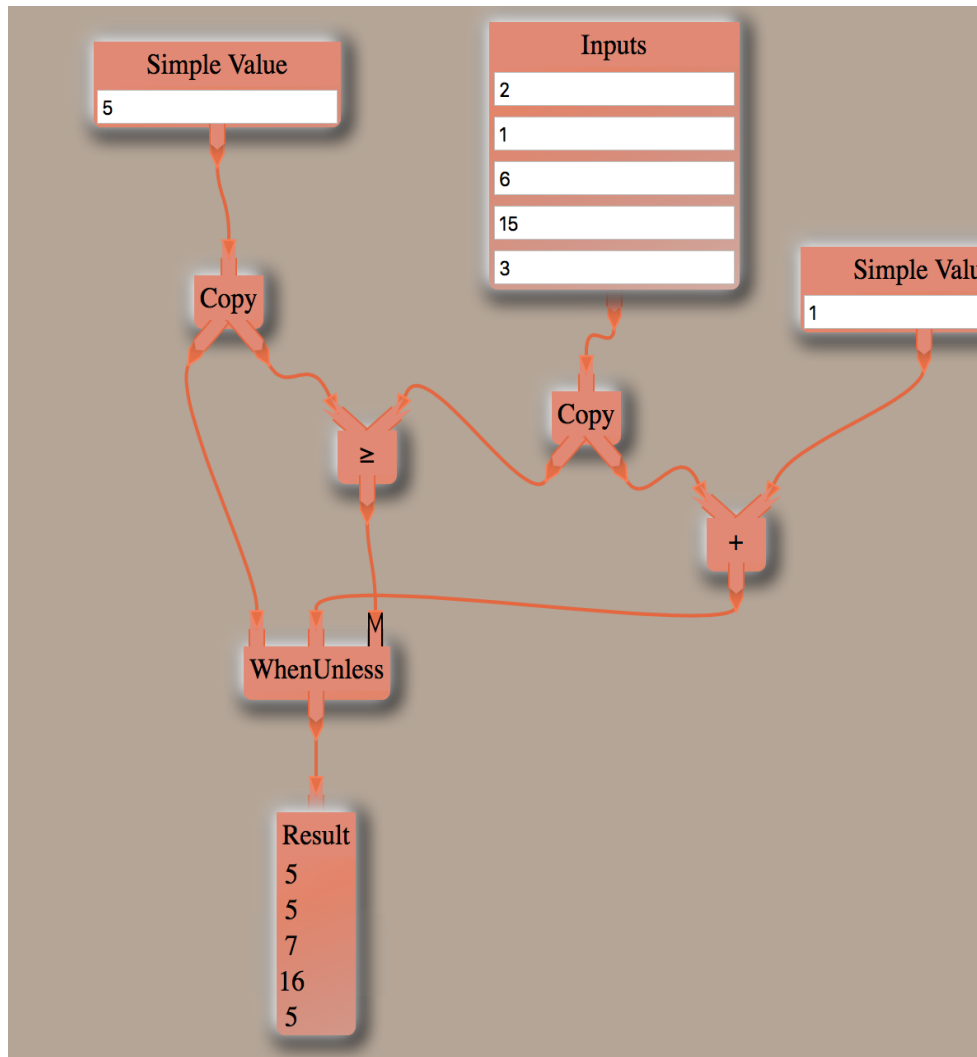 Simple Value
5
Inputs
2
1
6
15
3
Simple Valu
1
Copy
Copy
≥
+
WhenUnless
Result
5
5
7
16
5